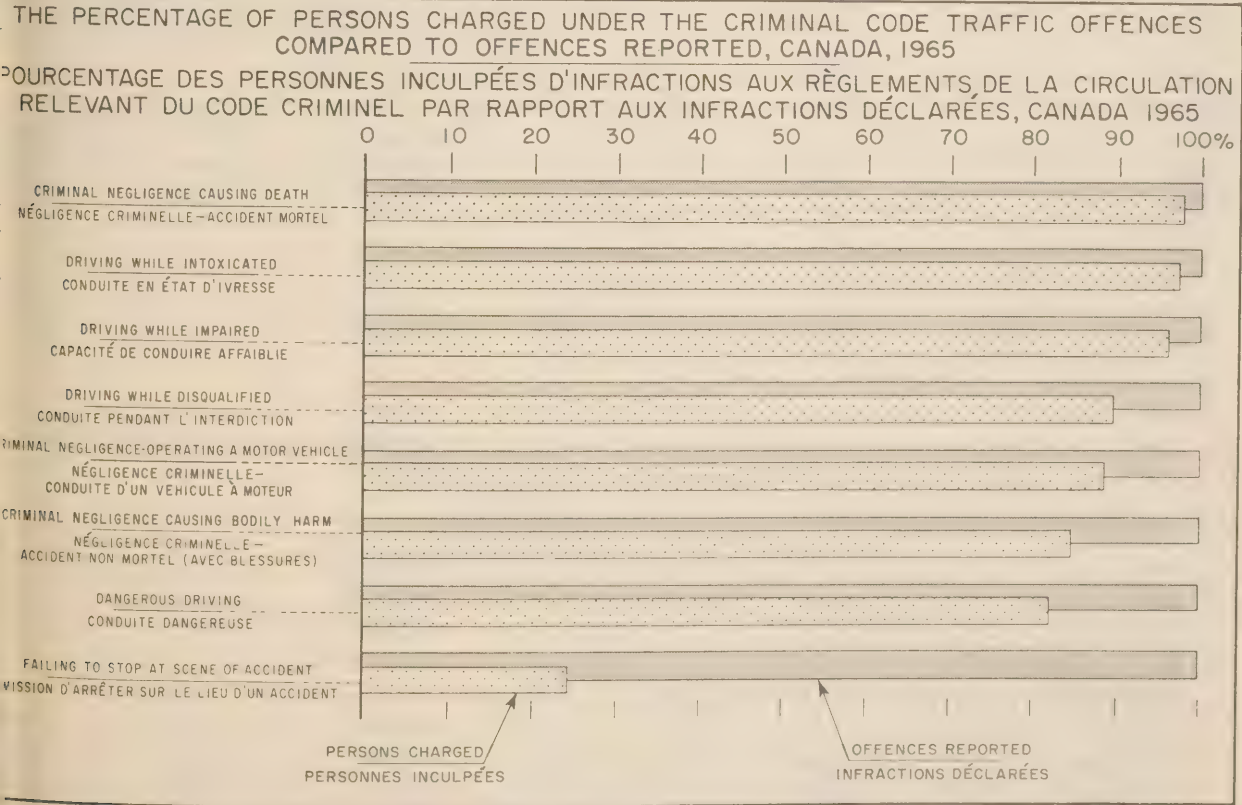 THE PERCENTAGE OF PERSONS CHARGED UNDER THE CRIMINAL CODE TRAFFIC OFFENCES
COMPARED TO OFFENCES REPORTED, CANADA, 1965
POURCENTAGE DES PERSONNES INCULPÉES D'INFRACTIONS AUX RÈGLEMENTS DE LA CIRCULATION
RELEVANT DU CODE CRIMINEL PAR RAPPORT AUX INFRACTIONS DÉCLARÉES, CANADA 1965
0 10 20 30 40 50 60 70 80 90 100%
CRIMINAL NEGLIGENCE CAUSING DEATH
NÉGLIGENCE CRIMINELLE-ACCIDENT MORTEL
DRIVING WHILE INTOXICATED
CONDUITE EN ÉTAT D'IVRESSE
DRIVING WHILE IMPAIRED
CAPACITÉ DE CONDUIRE AFFAIBLIE
DRIVING WHILE DISQUALIFIED
CONDUITE PENDANT L'INTERDICTION
RIMINAL NEGLIGENCE-OPERATING A MOTOR VEHICLE
NÉGLIGENCE CRIMINELLE-
CONDUITE D'UN VÉHICULE À MOTEUR
CRIMINAL NEGLIGENCE CAUSING BODILY HARM
NÉGLIGENCE CRIMINELLE-
ACCIDENT NON MORTEL (AVEC BLESSURES)
DANGEROUS DRIVING
CONDUITE DANGEREUSE
FAILING TO STOP AT SCENE OF ACCIDENT
MISSION D'ARRÊTER SUR LE LIEU D'UN ACCIDENT
PERSONS CHARGED
PERSONNES INCULPÉES
OFFENCES REPORTED
INFRACTIONS DÉCLARÉES